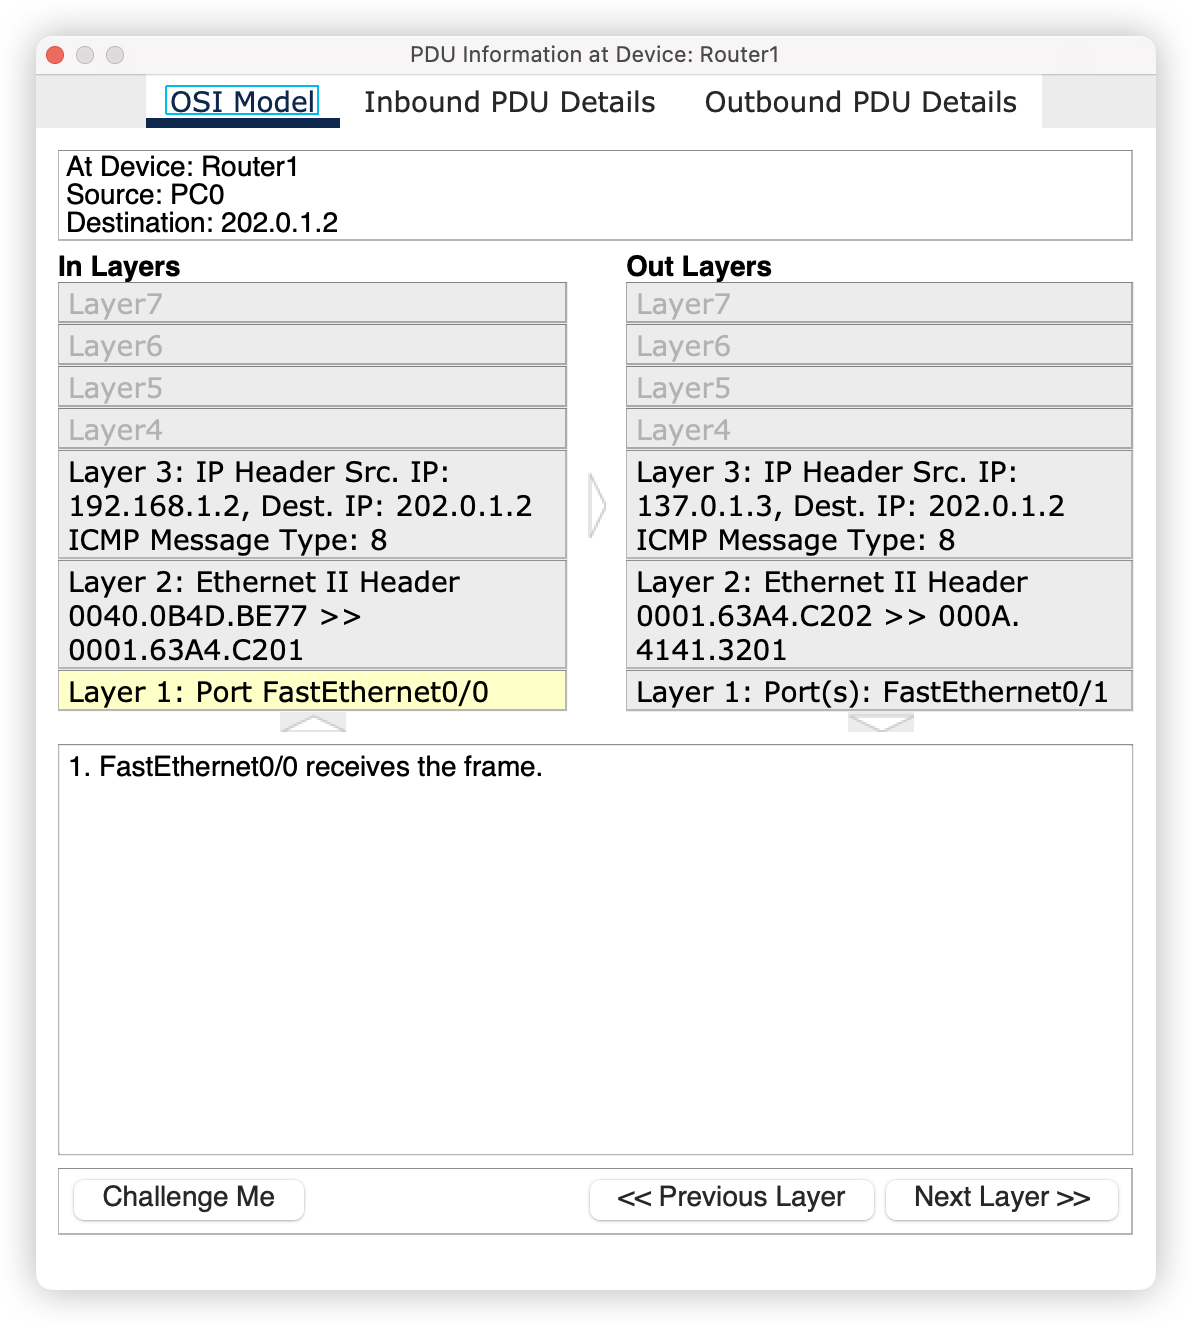 PDU Information at Device: Router1
OSI Model
Inbound PDU Details
Outbound PDU Details
At Device: Router1
Source: PC0
Destination: 202.0.1.2
In Layers
Layer7
Layer6
Layer5
Layer4
Layer 3: IP Header Src. IP:
192.168.1.2, Dest. IP: 202.0.1.2
ICMP Message Type: 8
Layer 2: Ethernet II Header
0040.0B4D.BE77 >>
0001.63A4.C201
Layer 1: Port FastEthernet0/0
Out Layers
Layer7
Layer6
Layer5
Layer4
Layer 3: IP Header Src. IP:
137.0.1.3, Dest. IP: 202.0.1.2
ICMP Message Type: 8
Layer 2: Ethernet II Header
0001.63A4.C202 >> 000A.
4141.3201
Layer 1: Port(s): FastEthernet0/1
1. FastEthernet0/0 receives the frame.
Challenge Me
<< Previous Layer
Next Layer >>